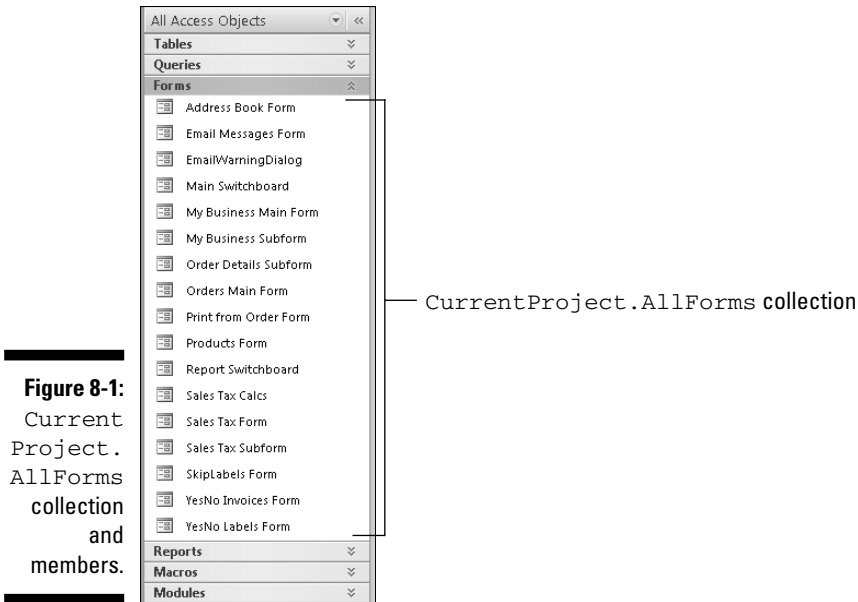 All Access Objects
Tables
Queries
Forms
Address Book Form
Email Messages Form
EmailWarningDialog
Main Switchboard
My Business Main Form
My Business Subform
Order Details Subform
Orders Main Form
Print from Order Form
Products Form
Report Switchboard
Sales Tax Calcs
Sales Tax Form
Sales Tax Subform
SkipLabels Form
YesNo Invoices Form
YesNo Labels Form
Reports
Macros
Modules
CurrentProject.AllForms collection
Figure 8-1:
Current
Project.
AllForms
collection
and
members.